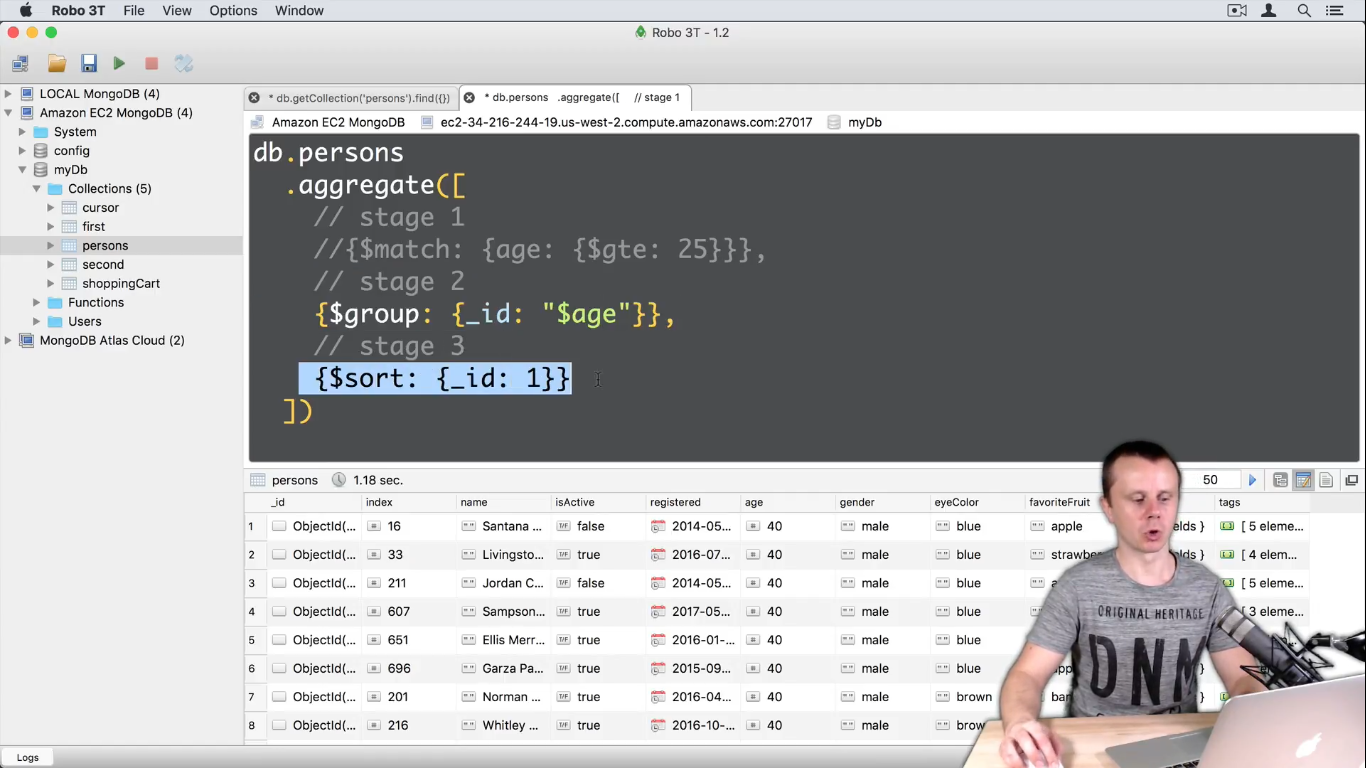 Robo 3T File View Options Window
Robo 3T - 1.2
LOCAL MongoDB (4)
Amazon EC2 MongoDB (4)
System
config
myDb
Collections (5)
cursor
first
persons
second
shoppingCart
Functions
Users
MongoDB Atlas Cloud (2)
* db.getCollection('persons').find({}) * db.persons .aggregate([ // stage 1
Amazon EC2 MongoDB ec2-34-216-244-19.us-west-2.compute.amazonaws.com:27017 myDb
db.persons
.aggregate([
// stage 1
//{$match: {age: {$gte: 25}}},
// stage 2
{$group: {_id: "$age"}},
// stage 3
{$sort: {_id: 1}}
])
persons 1.18 sec. 50
_id index name isActive registered age gender eyeColor favoriteFruit tags
1 ObjectId(... 16 Santana ... false 2014-05... 40 male blue apple elds } [ 5 eleme...
2 ObjectId(... 33 Livingsto... true 2016-07... 40 male blue strawbe elds } [ 4 elem...
3 ObjectId(... 211 Jordan C... false 2014-05... 40 male blue [ 5 eleme...
4 ObjectId(... 607 Sampson... true 2017-05... 40 male blue [ 3 elem...
5 ObjectId(... 651 Ellis Merr... true 2016-01-... 40 male blue
6 ObjectId(... 696 Garza Pa... true 2015-09... 40 male blue
7 ObjectId(... 201 Norman ... true 2016-04... 40 male brown
8 ObjectId(... 216 Whitley ... true 2016-10-... 40 male brow
ORIGINAL HERITAGE
DNM
Logs